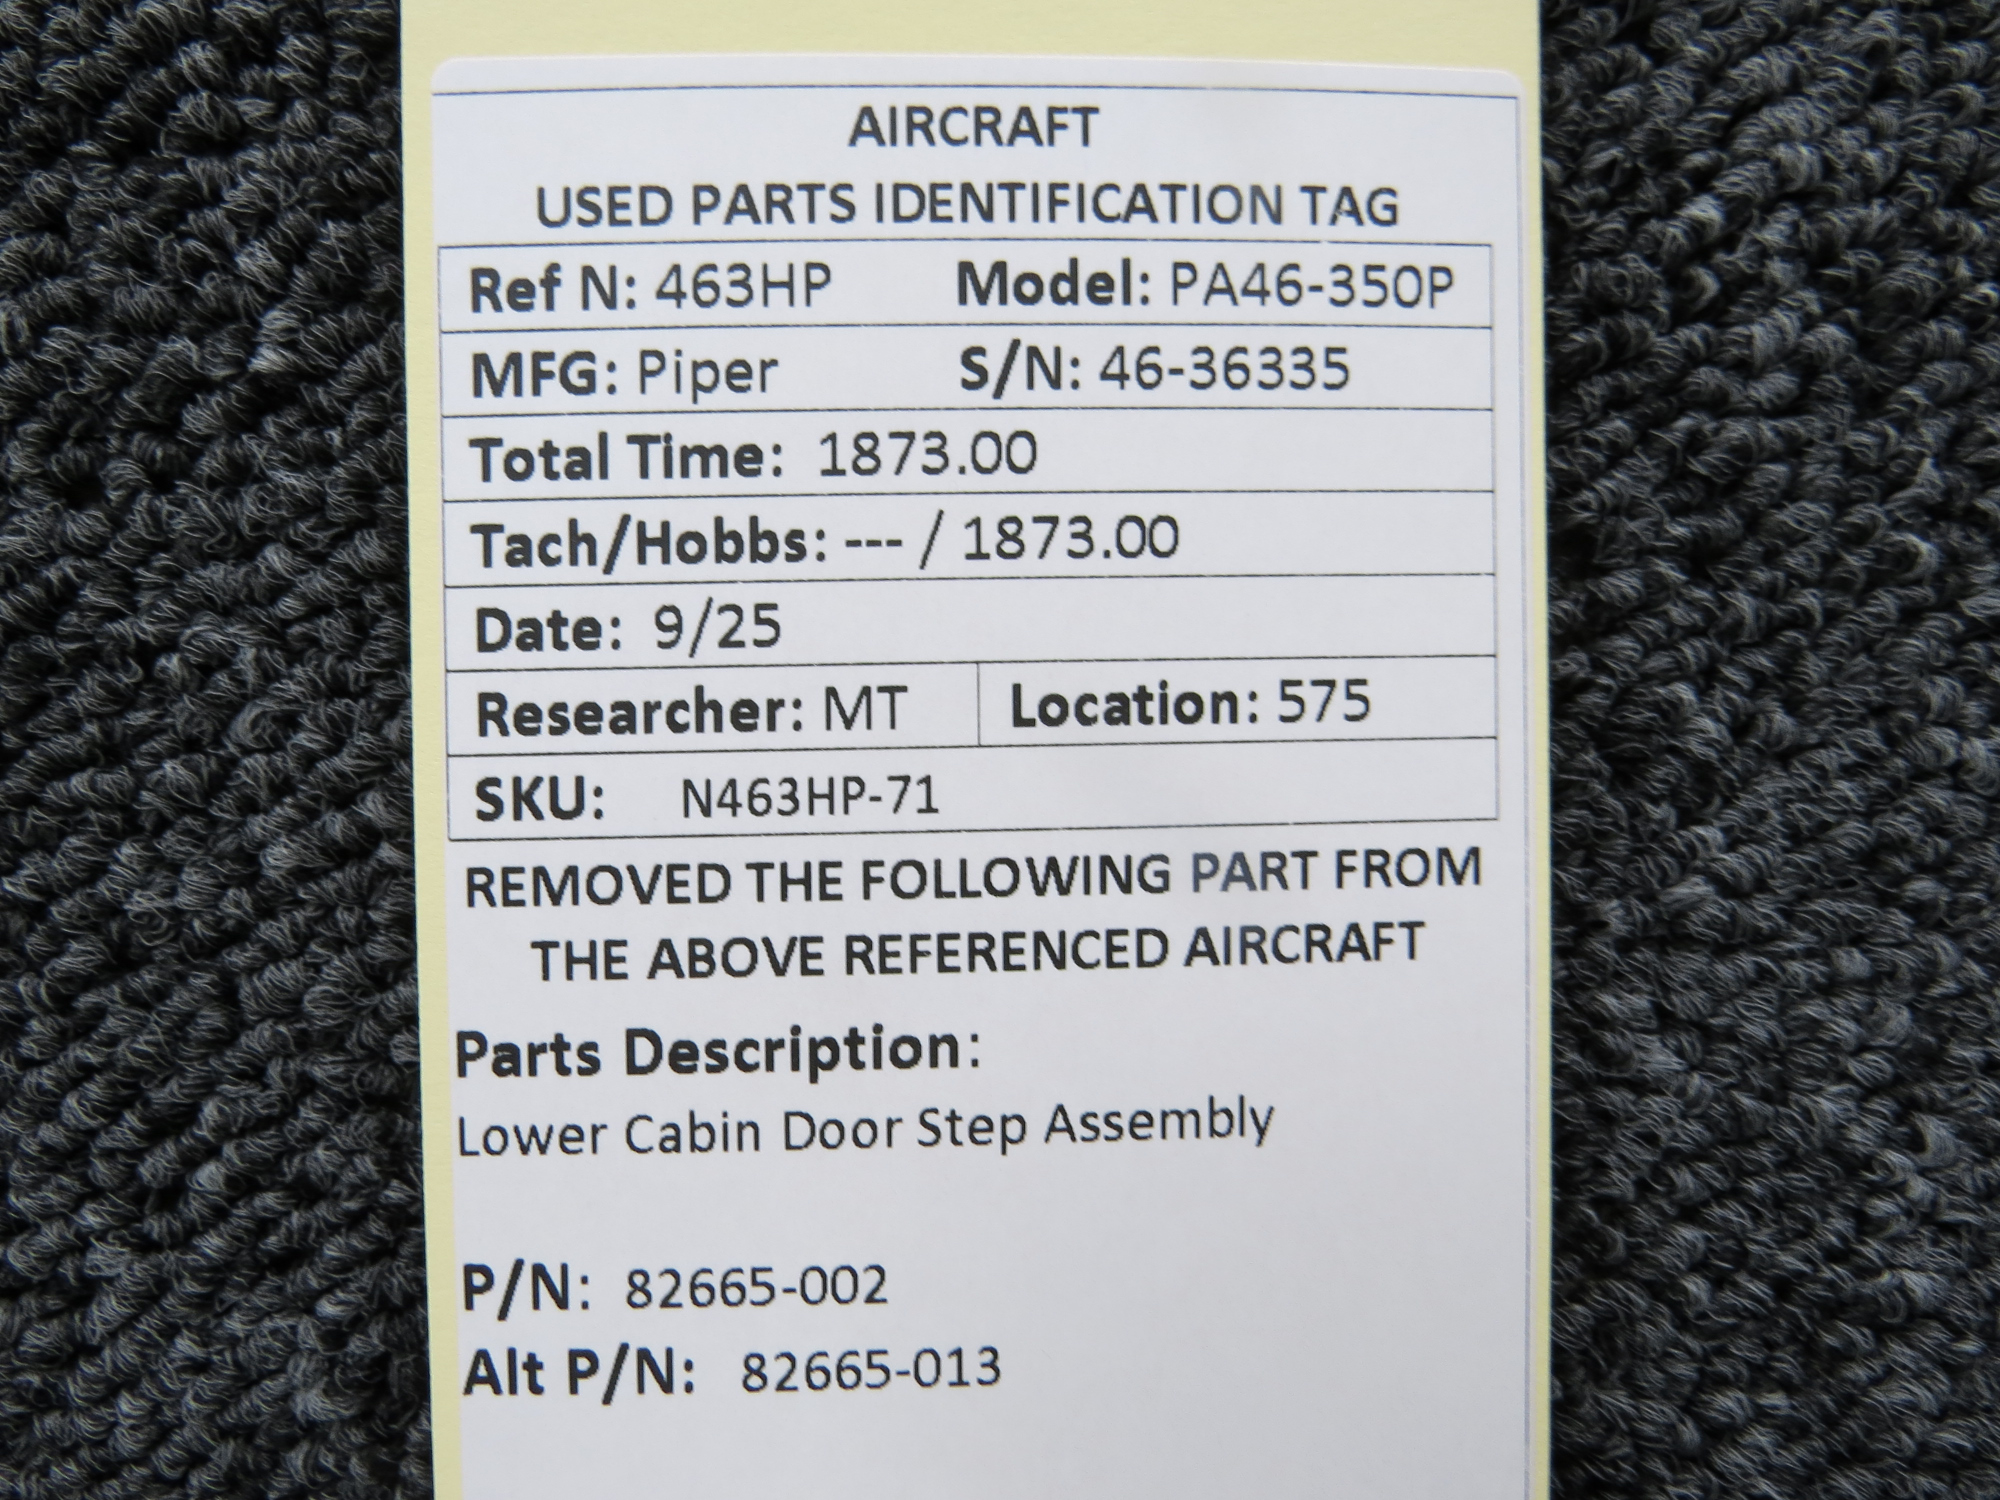 AIRCRAFT
USED PARTS IDENTIFICATION TAG
Ref N: 463HP Model: PA46-350P
MFG: Piper S/N: 46-36335
Total Time: 1873.00
Tach/Hobbs: --- / 1873.00
Date: 9/25
Researcher: MT Location: 575
SKU: N463HP-71
REMOVED THE FOLLOWING PART FROM
THE ABOVE REFERENCED AIRCRAFT
Parts Description:
Lower Cabin Door Step Assembly
P/N: 82665-002
Alt P/N: 82665-013